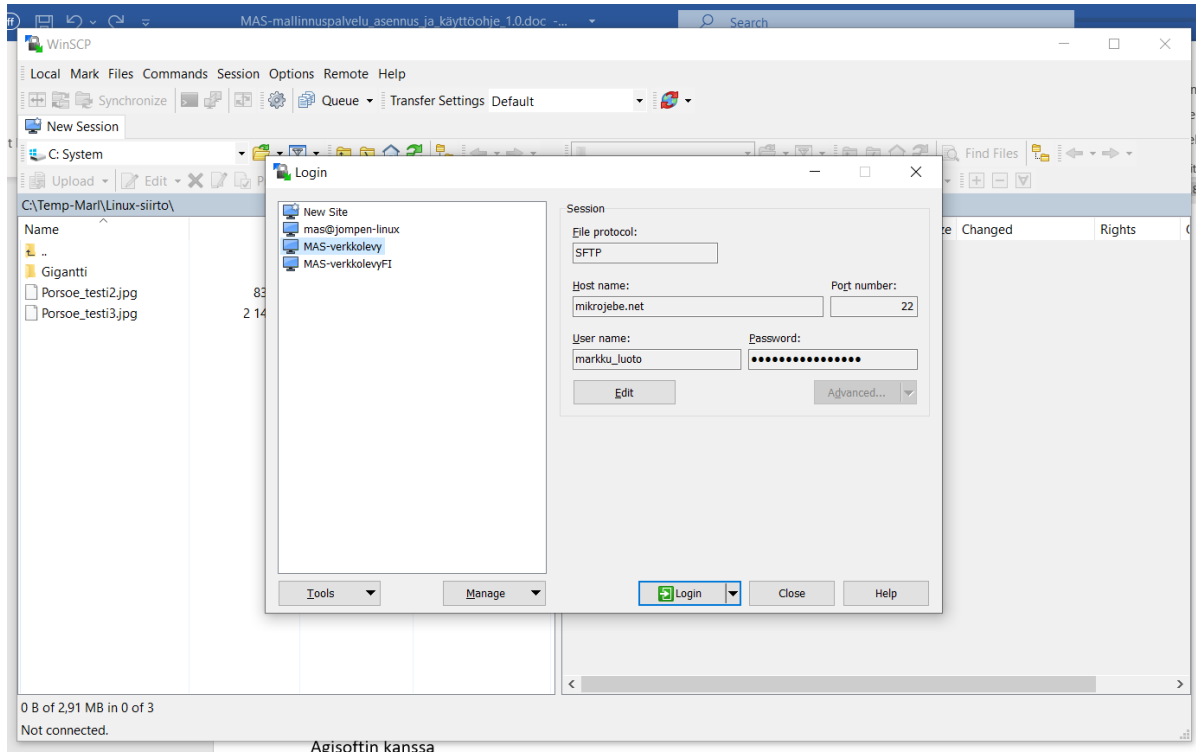 MAS-mallinnuspalvelu_asennus_ja_käyttöohje_1.0.doc -...
Search
WinSCP
Local Mark Files Commands Session Options Remote Help
Synchronize Queue Transfer Settings Default
New Session
C: System Find Files
Upload Edit
C:\Temp-Marl\Linux-siirto\
Name Changed Rights
..
Gigantti
Porsoe_testi2.jpg 83
Porsoe_testi3.jpg 2 14
Login
New Site
mas@jompen-linux
MAS-verkkolevy
MAS-verkkolevyFI
Session
File protocol:
SFTP
Host name: Port number:
mikrojebe.net 22
User name: Password:
markku_luoto ••••••••••••••••
Edit Advanced...
Tools Manage Login Close Help
0 B of 2,91 MB in 0 of 3
Not connected.
Agisoftin kanssa